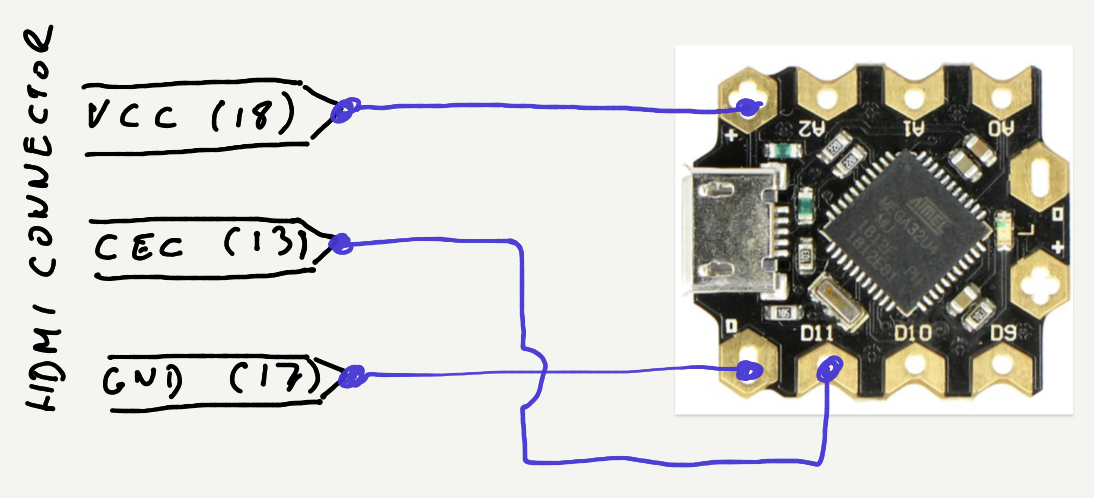 HDMI CONNECTOR
VCC (18)
CEC (13)
GND (17)
+
A2
A1
A0
L
+
D11
D10
D9
ATMEL
MEGA32U4
105